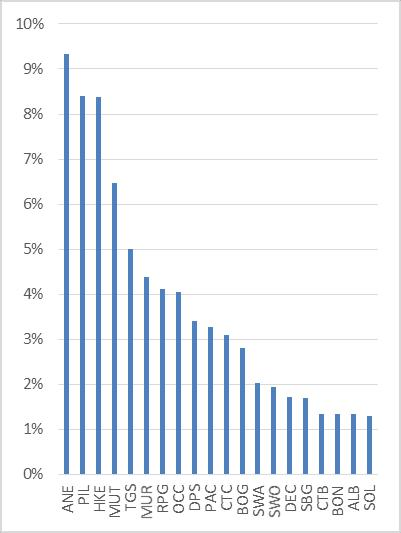 10%
9%
8%
7%
6%
5%
4%
3%
2%
1%
0%
ANE
PIL
HKE
MUT
TGS
MUR
RPG
OCC
DPS
PAC
CTC
BOG
SWA
SWO
DEC
SBG
CTB
BON
ALB
SOL